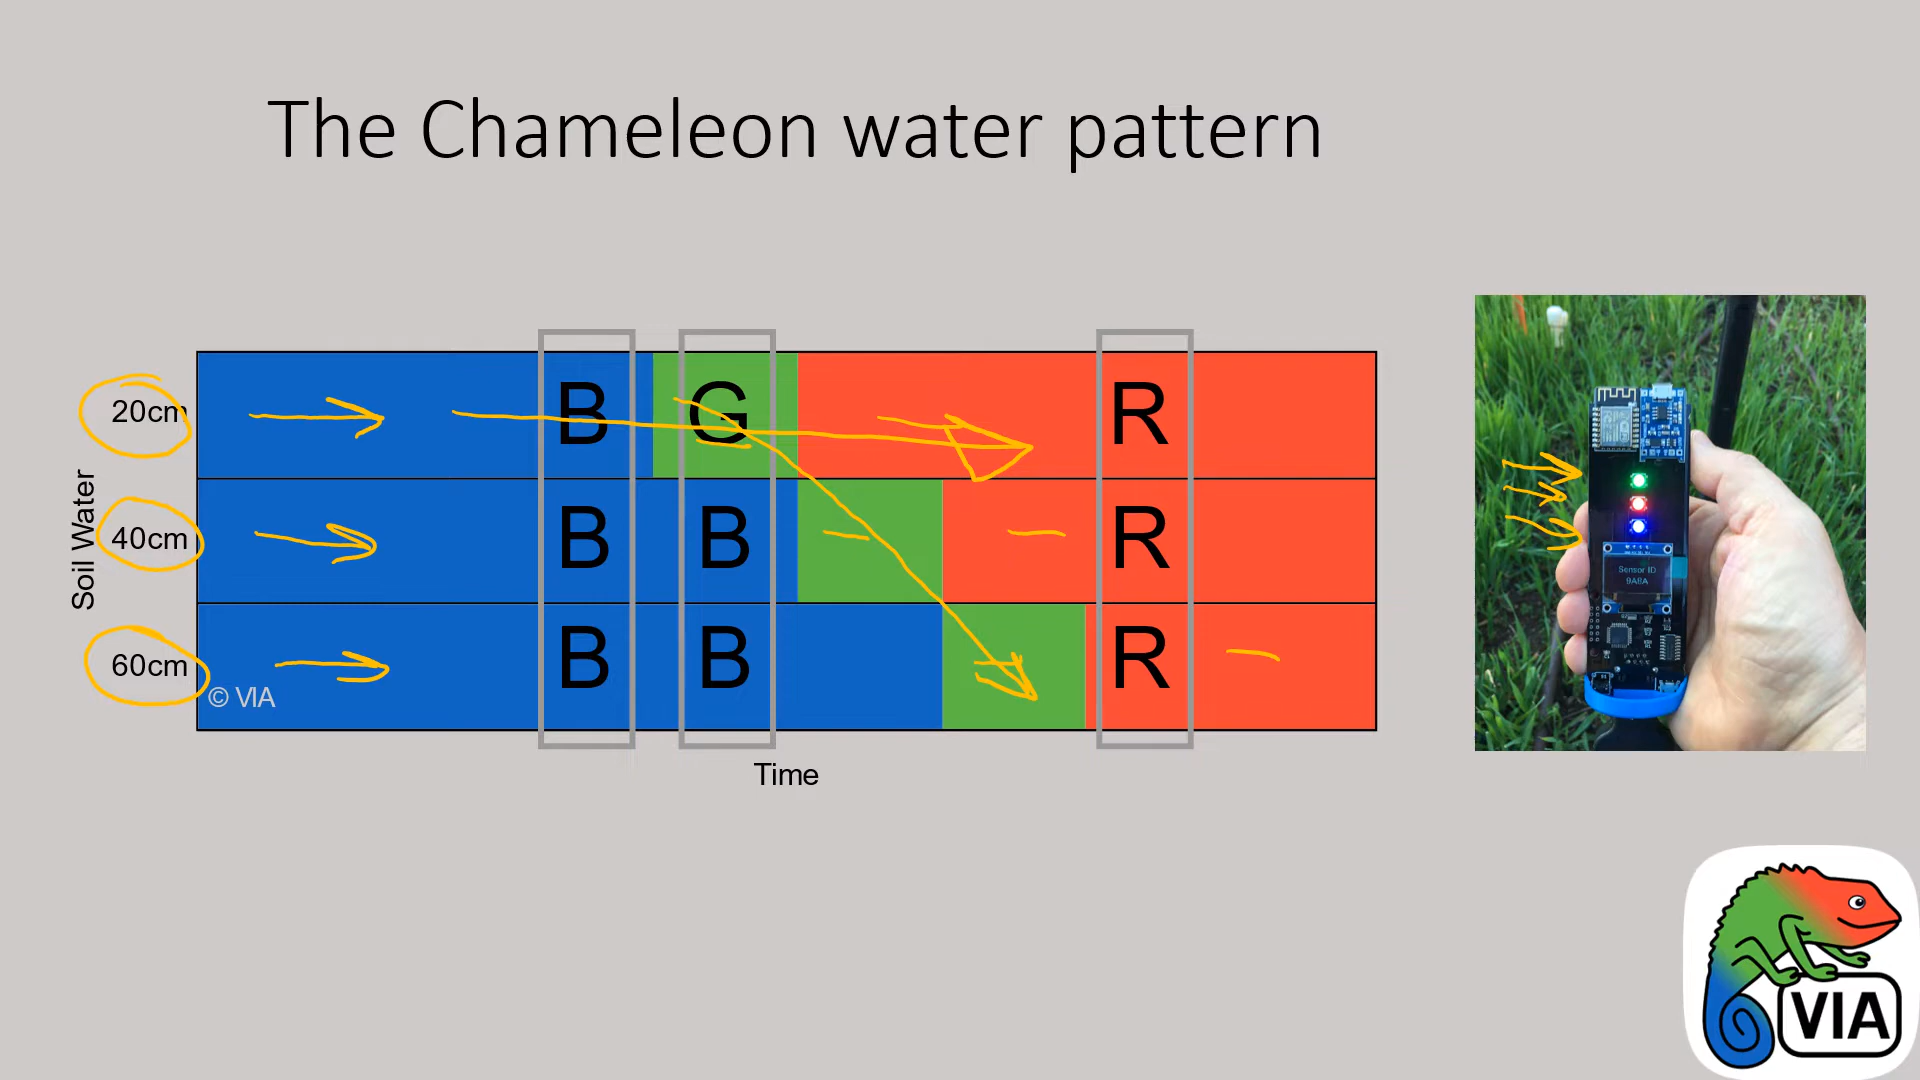 The Chameleon water pattern
Soil Water
20cm
B
G
R
40cm
B
B
R
60cm
B
B
R
© VIA
Time
Sensor ID
9A8A
VIA